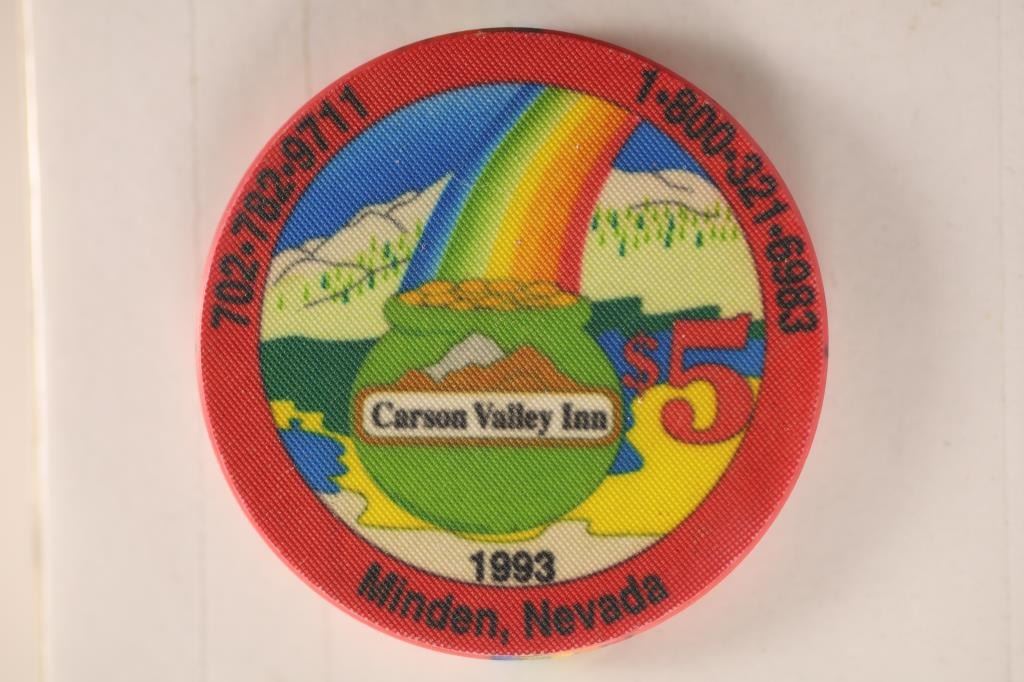 702•782•9711
1•800•321•6983
$5
Carson Valley Inn
1993
Minden, Nevada